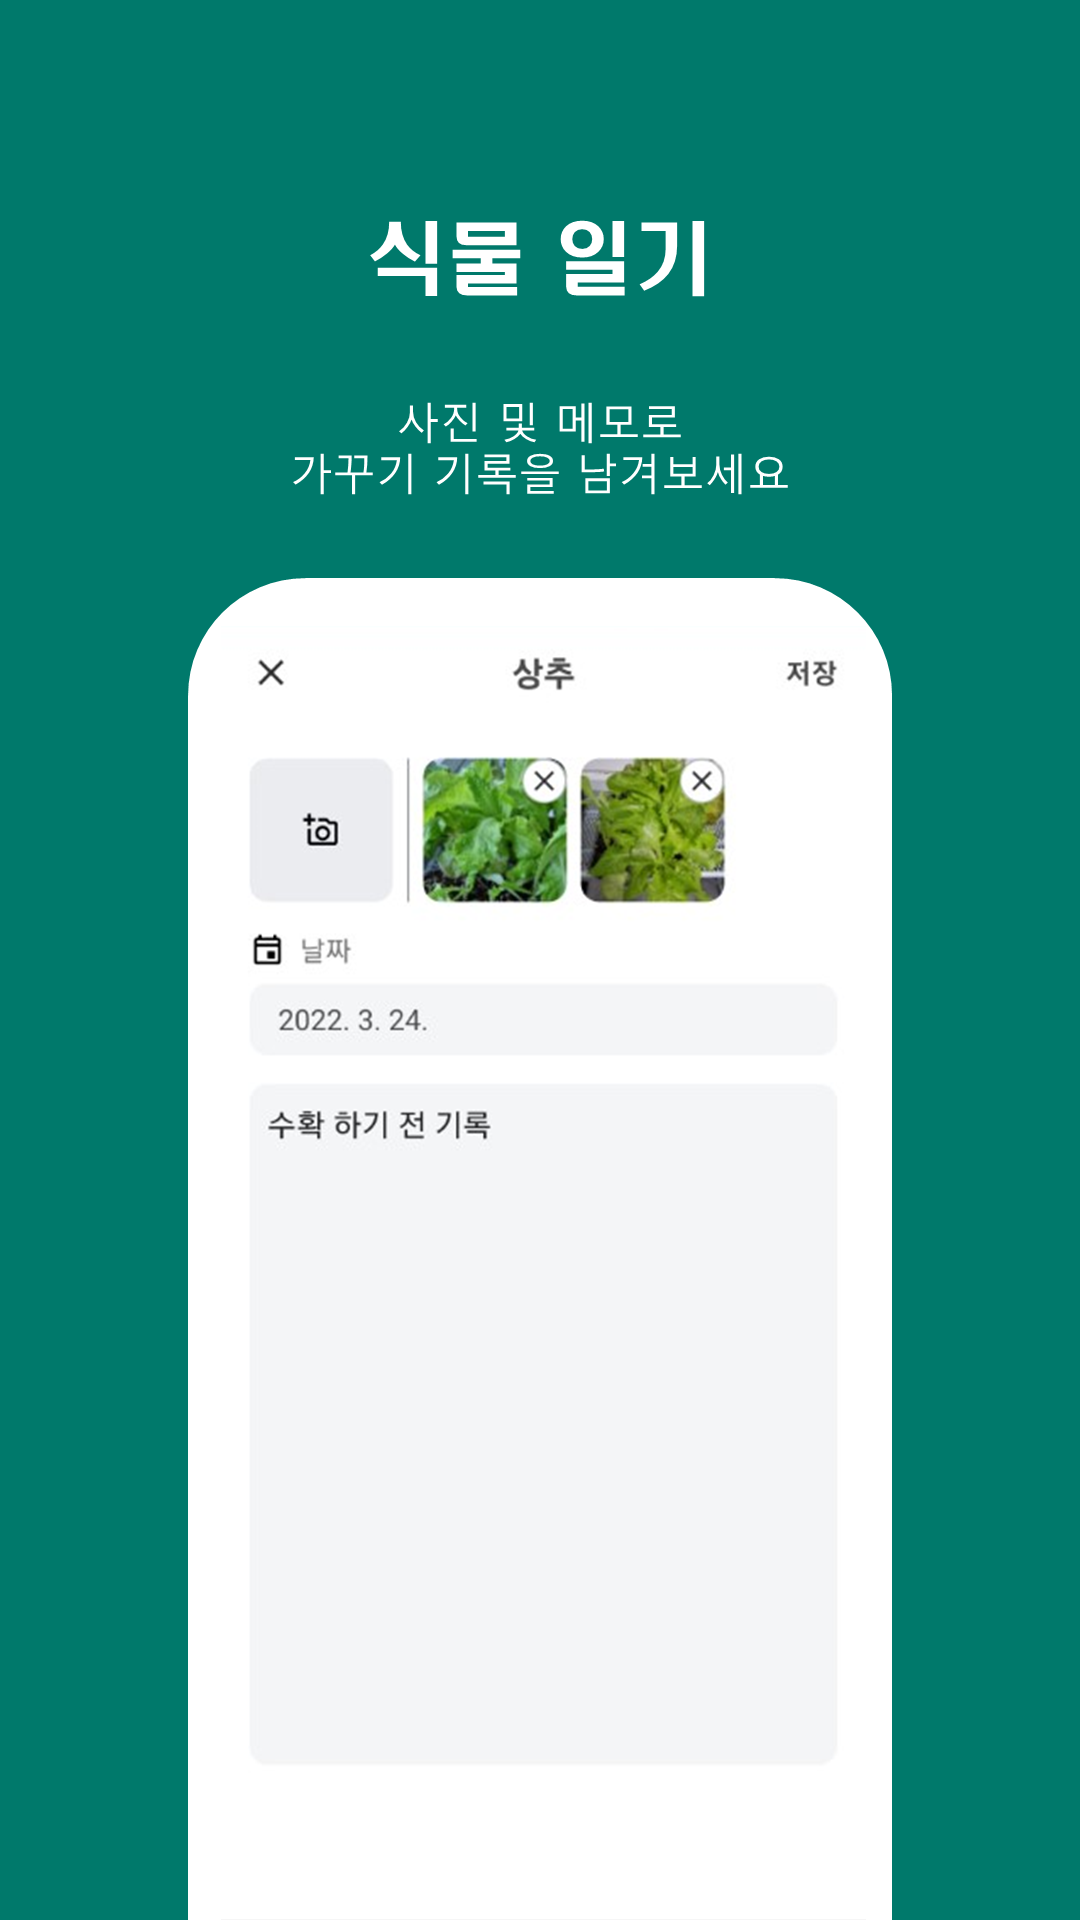 식물 일기
사진 및 메모로
가꾸기 기록을 남겨보세요
상추
저장
날짜
2022. 3. 24.
수확 하기 전 기록